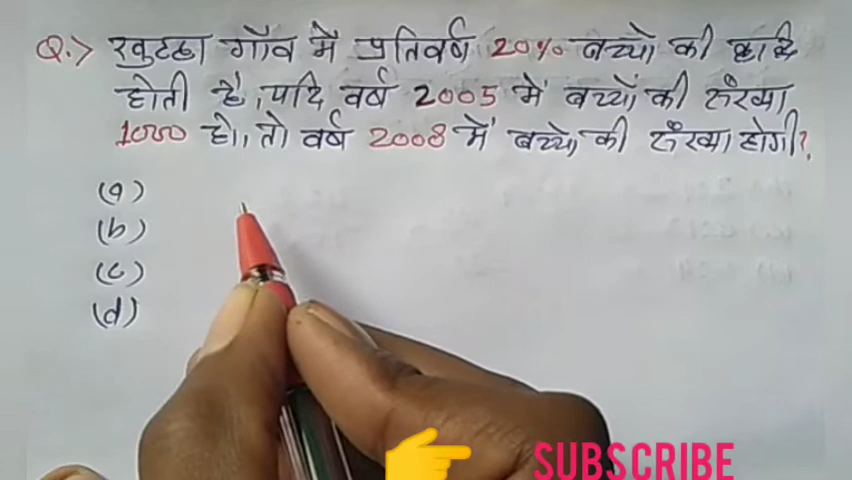 Q.> खुटहा गाँव में प्रतिवर्ष 20% बच्चो की वृद्धि
होती है, यदि वर्ष 2005 में बच्चों की संख्या
1000 हो, तो वर्ष 2008 में बच्चो की संख्या होगी?
(a)
(b)
(c)
(d)
SUBSCRIBE